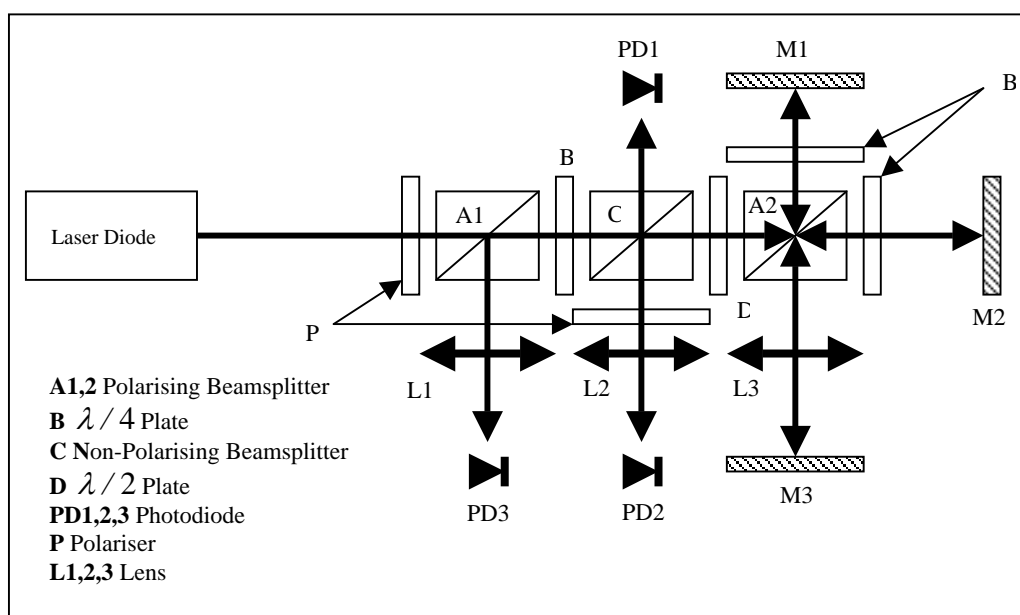 PD1
M1
B
B
A1
C
A2
Laser Diode
D
M2
P
L1
L2
L3
A1,2 Polarising Beamsplitter
B λ/4 Plate
C Non-Polarising Beamsplitter
D λ/2 Plate
PD1,2,3 Photodiode
P Polariser
L1,2,3 Lens
PD3
PD2
M3